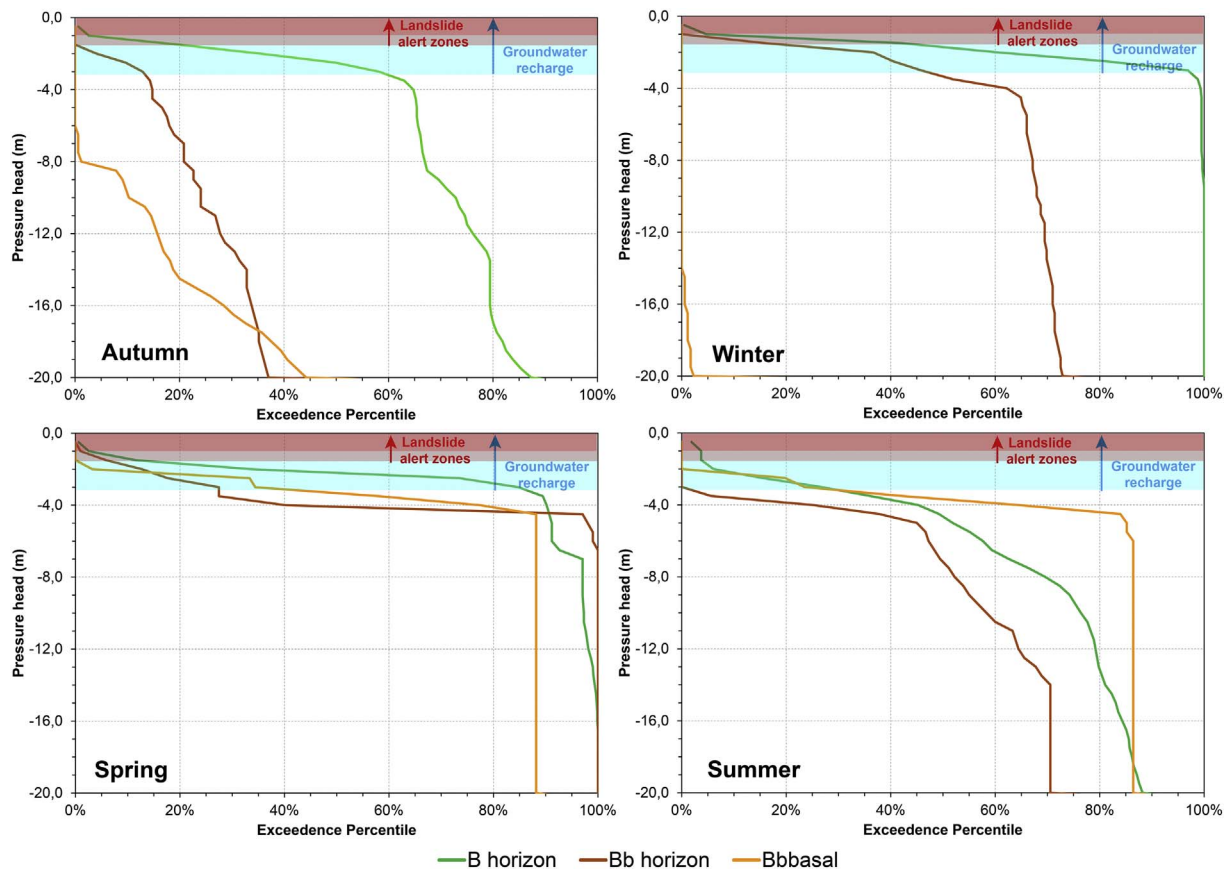 0,0
-4,0
-8,0
-12,0
-16,0
-20,0
Pressure head (m)
Landslide
alert zones
Groundwater
recharge
Autumn
0% 20% 40% 60% 80% 100%
Exceedence Percentile
0,0
-4,0
-8,0
-12,0
-16,0
-20,0
Pressure head (m)
Landslide
alert zones
Groundwater
recharge
Winter
0% 20% 40% 60% 80% 100%
Exceedence Percentile
0,0
-4,0
-8,0
-12,0
-16,0
-20,0
Pressure head (m)
Landslide
alert zones
Groundwater
recharge
Spring
0% 20% 40% 60% 80% 100%
Exceedence Percentile
0,0
-4,0
-8,0
-12,0
-16,0
-20,0
Pressure head (m)
Landslide
alert zones
Groundwater
recharge
Summer
0% 20% 40% 60% 80% 100%
Exceedence Percentile
B horizon Bb horizon Bbbasal